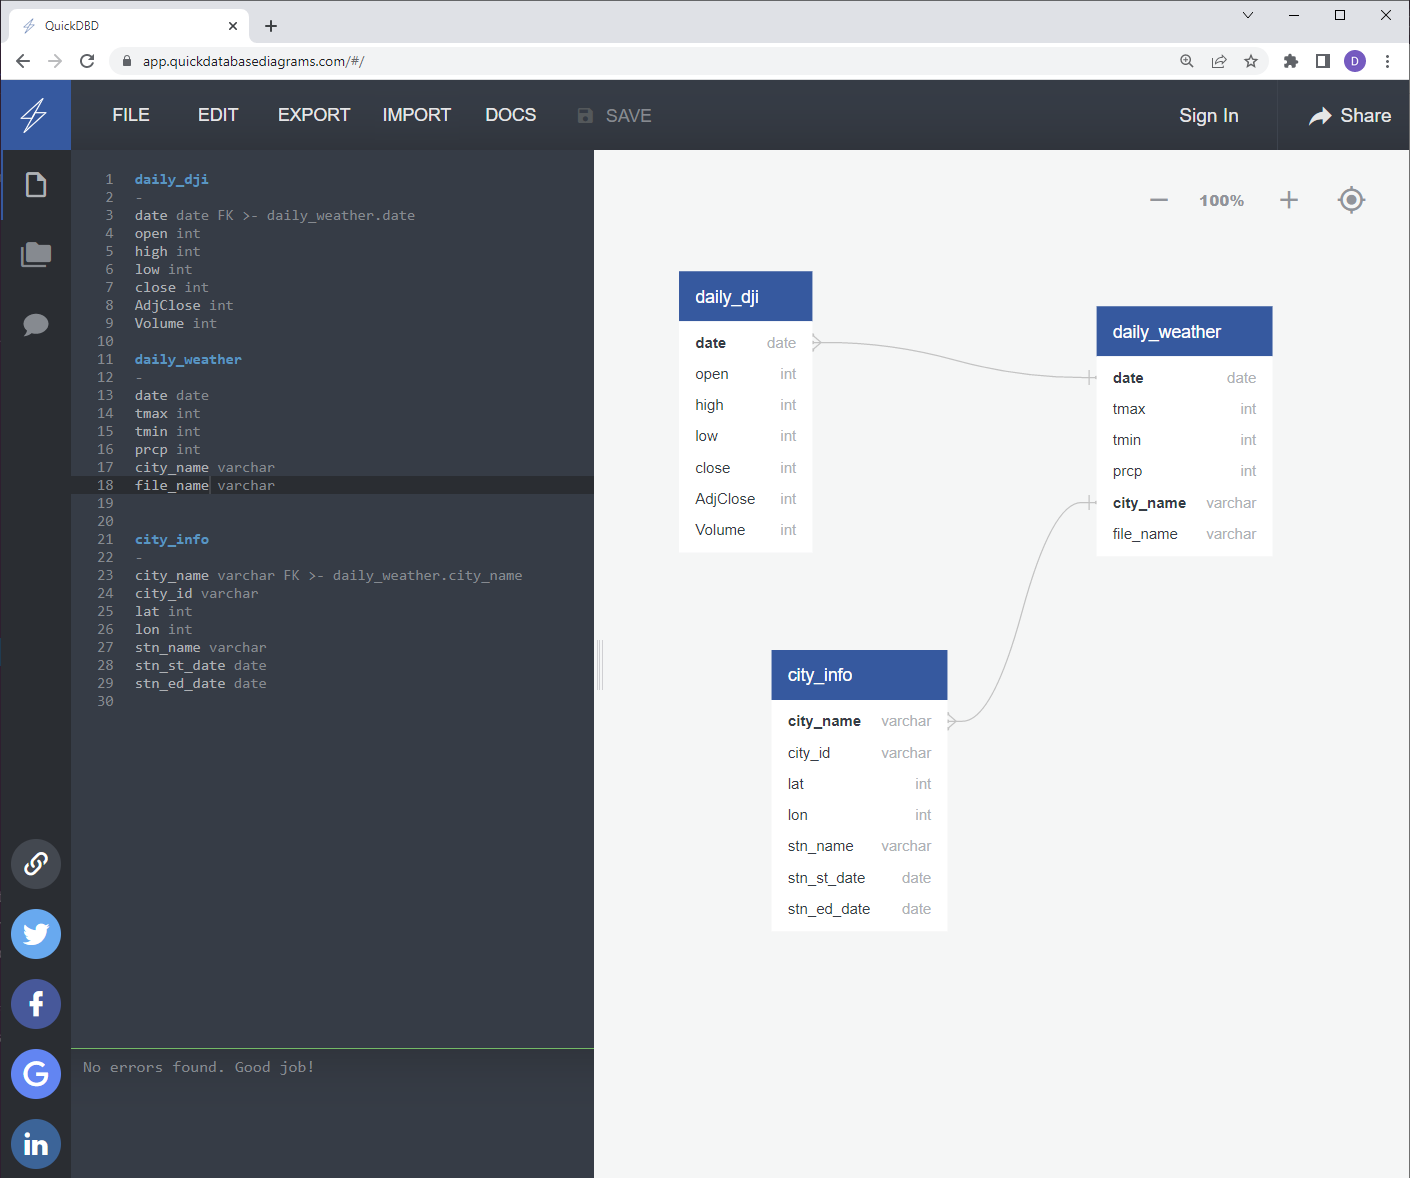 QuickDBD
app.quickdatabasediagrams.com/#/
D
FILE EDIT EXPORT IMPORT DOCS SAVE Sign In Share
1 daily_dji
2 -
3 date date FK >- daily_weather.date
4 open int
5 high int
6 low int
7 close int
8 AdjClose int
9 Volume int
10
11 daily_weather
12 -
13 date date
14 tmax int
15 tmin int
16 prcp int
17 city_name varchar
18 file_name varchar
19
20
21 city_info
22 -
23 city_name varchar FK >- daily_weather.city_name
24 city_id varchar
25 lat int
26 lon int
27 stn_name varchar
28 stn_st_date date
29 stn_ed_date date
30
No errors found. Good job!
100%
daily_dji
date date
open int
high int
low int
close int
AdjClose int
Volume int
daily_weather
date date
tmax int
tmin int
prcp int
city_name varchar
file_name varchar
city_info
city_name varchar
city_id varchar
lat int
lon int
stn_name varchar
stn_st_date date
stn_ed_date date